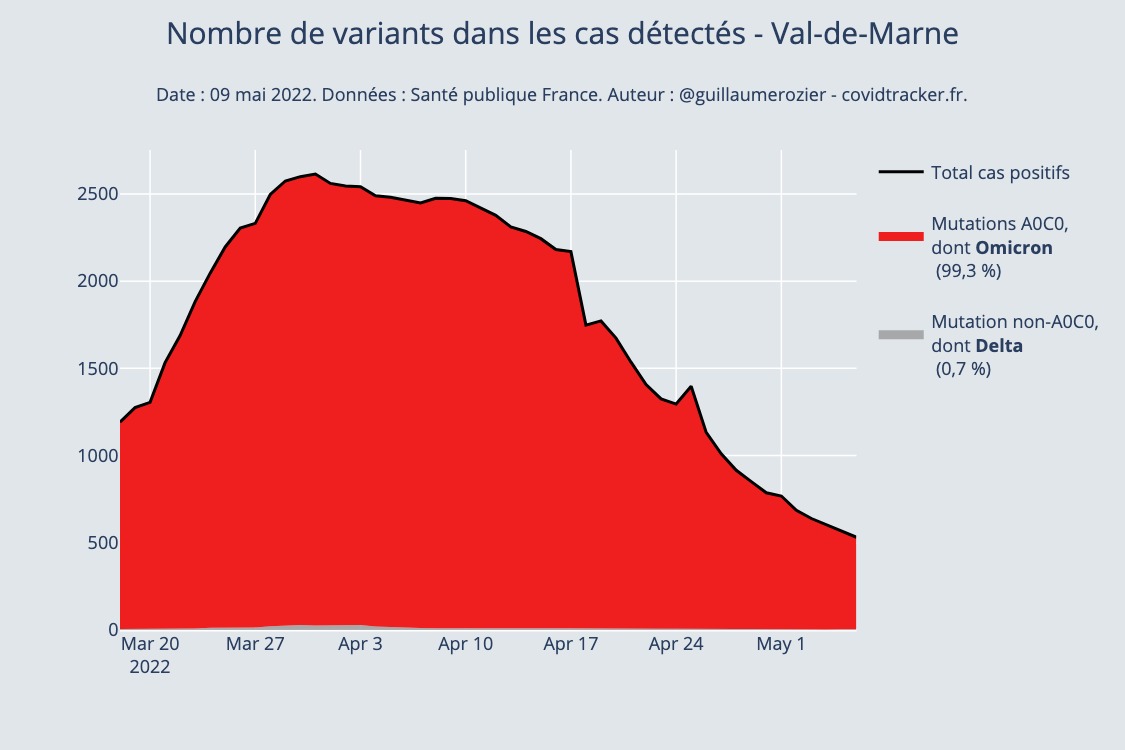 Nombre de variants dans les cas détectés - Val-de-Marne
Date : 09 mai 2022. Données : Santé publique France. Auteur : @guillaumerozier - covidtracker.fr.
2500
2000
1500
1000
500
0
Mar 20
2022
Mar 27
Apr 3
Apr 10
Apr 17
Apr 24
May 1
Total cas positifs
Mutations A0C0,
dont Omicron
(99,3 %)
Mutation non-A0C0,
dont Delta
(0,7 %)